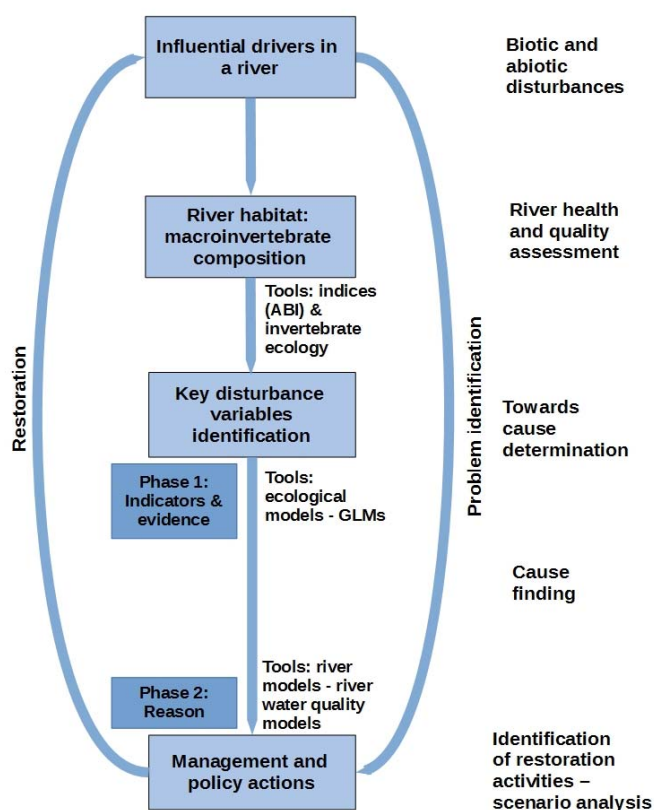 Influential drivers in
a river
Biotic and
abiotic
disturbances
River habitat:
macroinvertebrate
composition
River health
and quality
assessment
Tools: indices
(ABI) &
invertebrate
ecology
Restoration
Problem identification
Key disturbance
variables
identification
Towards
cause
determination
Phase 1:
Indicators &
evidence
Tools:
ecological
models - GLMs
Cause
finding
Phase 2:
Reason
Tools: river
models - river
water quality
models
Management and
policy actions
Identification
of restoration
activities –
scenario analysis